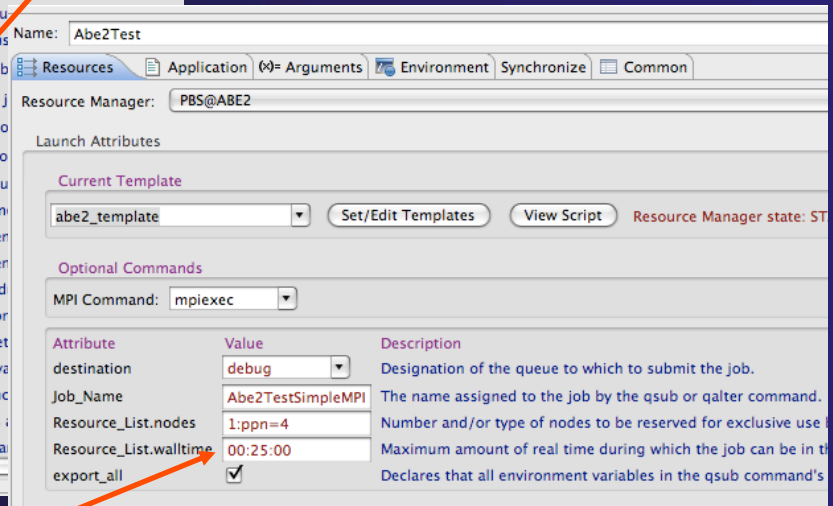 Name: Abe2Test
Resources Application (x)= Arguments Environment Synchronize Common
Resource Manager: PBS@ABE2
Launch Attributes
Current Template
abe2_template Set/Edit Templates View Script Resource Manager state: ST
Optional Commands
MPI Command: mpiexec
Attribute Value Description
destination debug Designation of the queue to which to submit the job.
Job_Name Abe2TestSimpleMPI The name assigned to the job by the qsub or qalter command.
Resource_List.nodes 1:ppn=4 Number and/or type of nodes to be reserved for exclusive use
Resource_List.walltime 00:25:00 Maximum amount of real time during which the job can be in
export_all Declares that all environment variables in the qsub command's